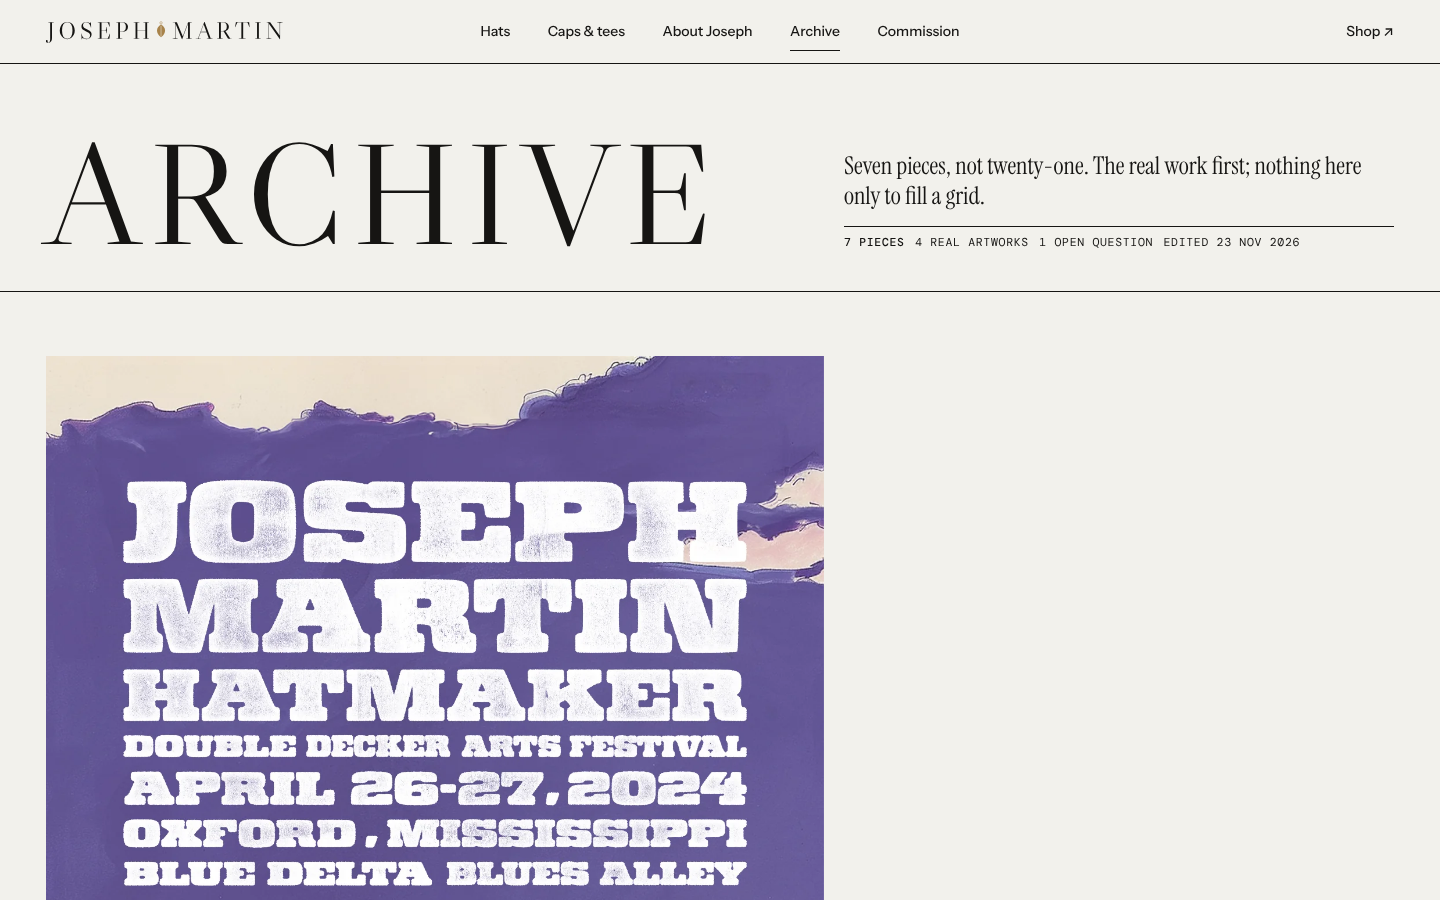 JOSEPH MARTIN
Hats
Caps & tees
About Joseph
Archive
Commission
Shop ↗
ARCHIVE
Seven pieces, not twenty-one. The real work first; nothing here
only to fill a grid.
7 PIECES 4 REAL ARTWORKS 1 OPEN QUESTION EDITED 23 NOV 2026
JOSEPH
MARTIN
HATMAKER
DOUBLE DECKER ARTS FESTIVAL
APRIL 26-27, 2024
OXFORD, MISSISSIPPI
BLUE DELTA BLUES ALLEY